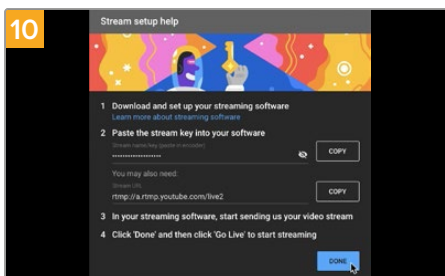 10
Stream setup help
1 Download and set up your streaming software
Learn more about streaming software
2 Paste the stream key into your software
Stream name/key (paste in encoder)
••••••••••••••••••••
COPY
You may also need:
Stream URL
rtmp://a.rtmp.youtube.com/live2
COPY
3 In your streaming software, start sending us your video stream
4 Click 'Done' and then click 'Go Live' to start streaming
DONE